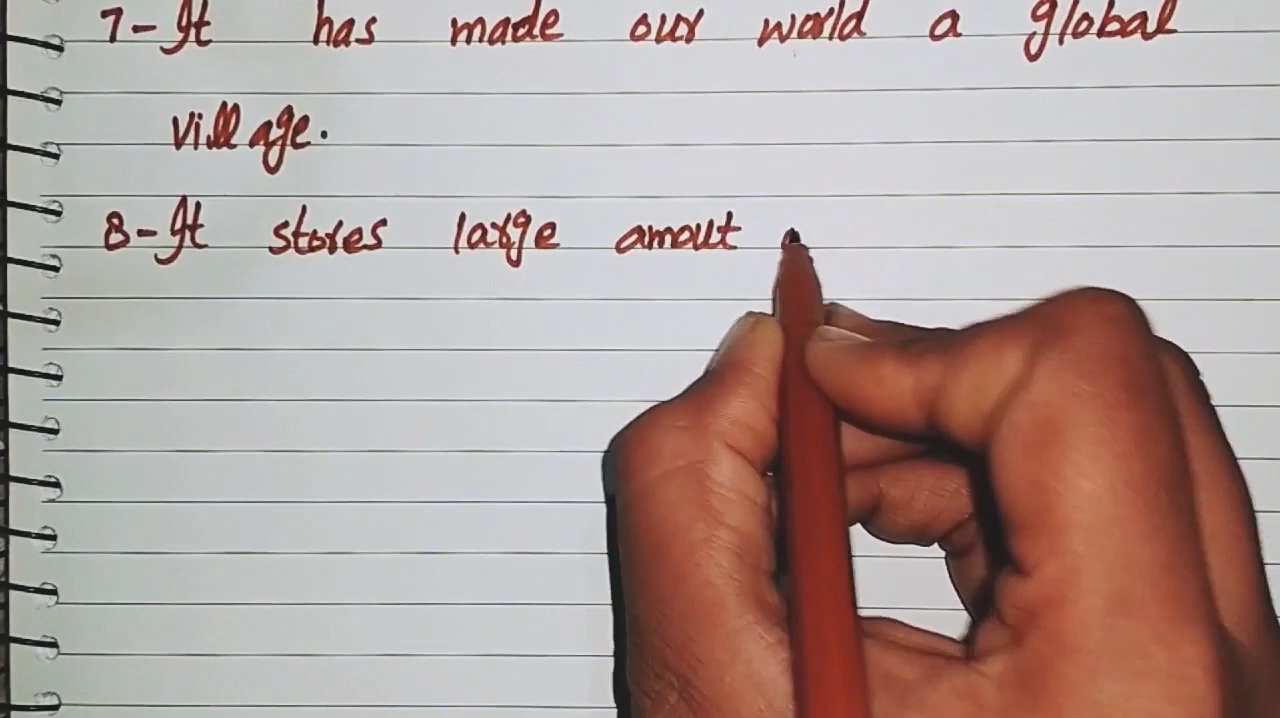 7- It has made our world a global
village.
8- It stores large amout